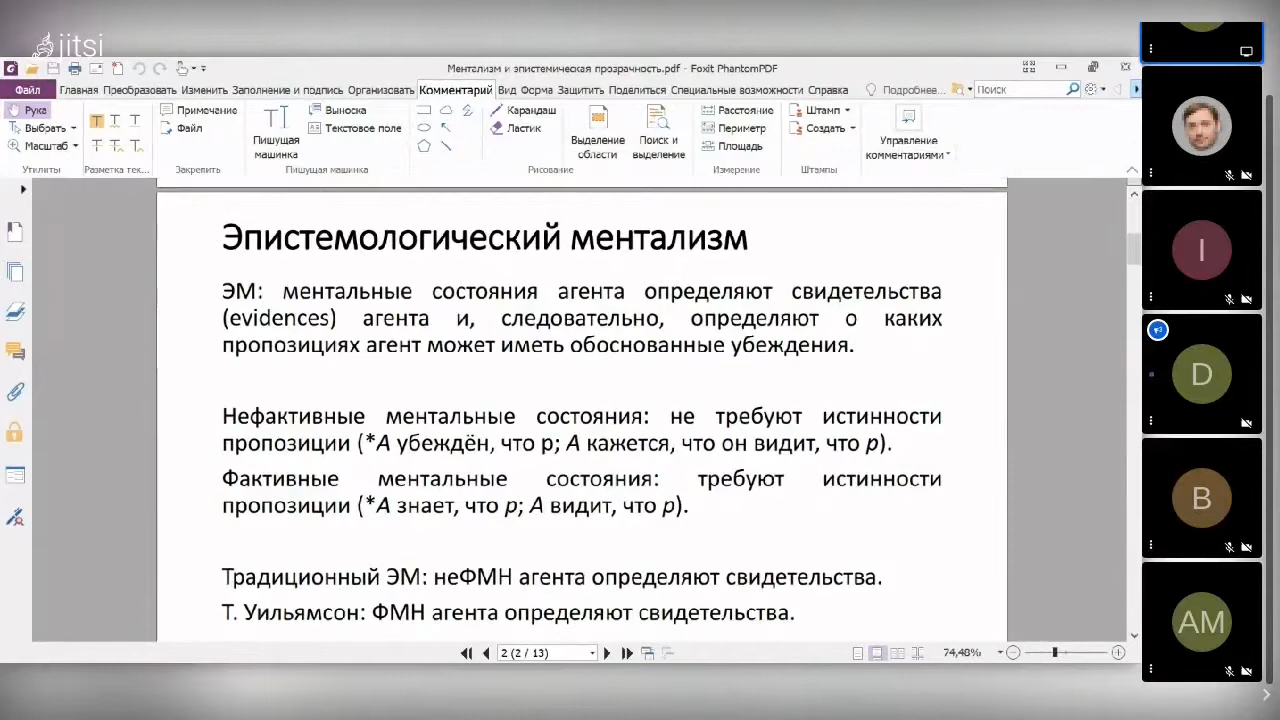 jitsi
Ментализм и эпистемическая прозрачность.pdf - Foxit PhantomPDF
Файл Главная Преобразовать Изменить Заполнение и подпись Организовать Комментарий Вид Форма Защитить Поделиться Специальные возможности Справка Подробнее... Поиск
Рука
Выбрать
Масштаб
Утилиты
Разметка тек...
Примечание
Файл
Закрепить
Пишущая
машинка
Выноска
Текстовое поле
Пишущая машинка
Карандаш
Ластик
Выделение
области
Поиск и
выделение
Рисование
Расстояние
Периметр
Площадь
Измерение
Штамп
Создать
Штампы
Управление
комментариями
Эпистемологический ментализм
ЭМ: ментальные состояния агента определяют свидетельства
(evidences) агента и, следовательно, определяют о каких
пропозициях агент может иметь обоснованные убеждения.
Нефактивные ментальные состояния: не требуют истинности
пропозиции (*A убеждён, что p; A кажется, что он видит, что p).
Фактивные ментальные состояния: требуют истинности
пропозиции (*A знает, что p; A видит, что p).
Традиционный ЭМ: неФМН агента определяют свидетельства.
Т. Уильямсон: ФМН агента определяют свидетельства.
2 (2 / 13)
74,48%
I
D
B
AM